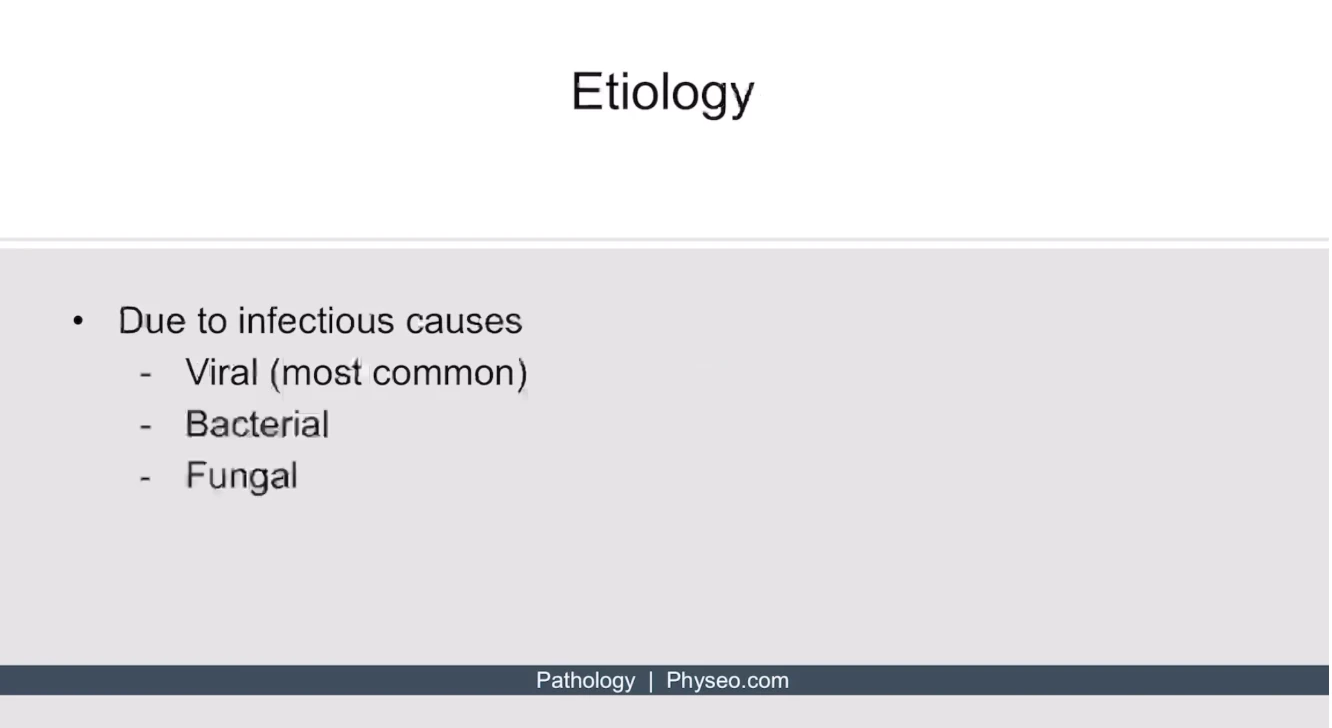 Etiology
• Due to infectious causes
- Viral (most common)
- Bacterial
- Fungal
Pathology | Physeo.com